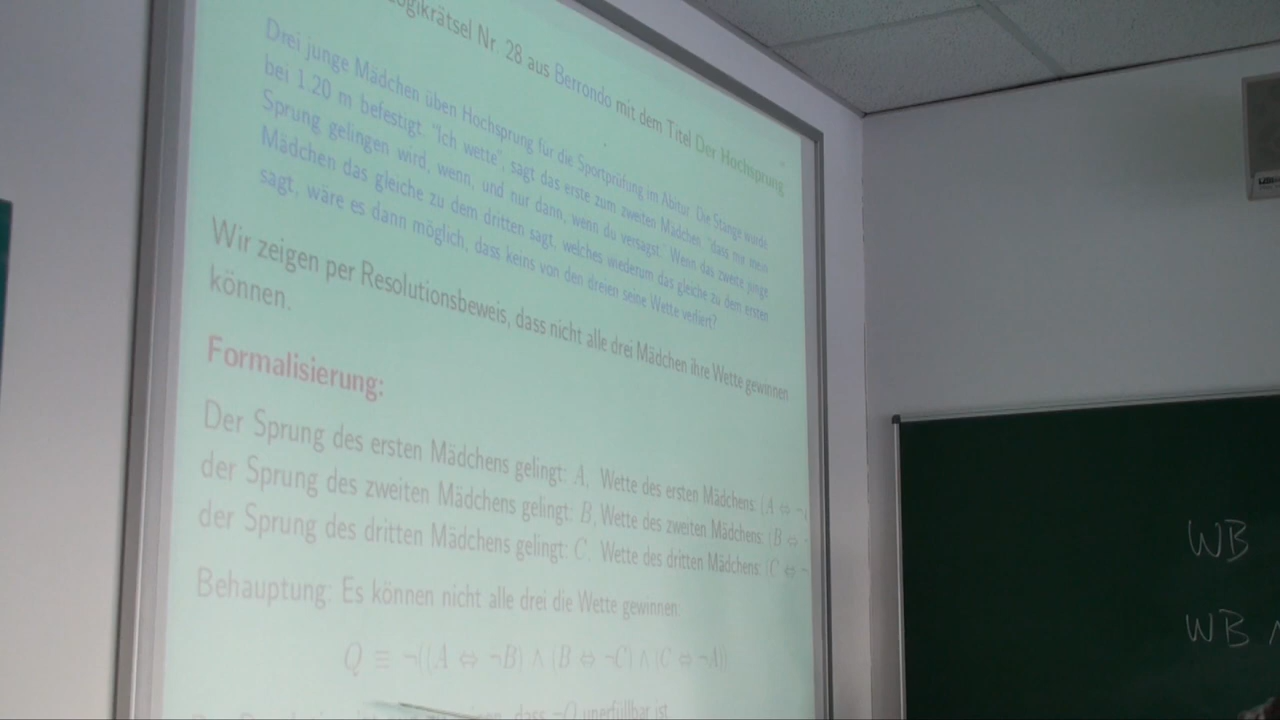 Logikrätsel Nr. 28 aus Berrondo mit dem Titel Der Hochsprung
Drei junge Mädchen üben Hochsprung für die Sportprüfung im Abitur. Die Stange wurde
bei 1.20 m befestigt. "Ich wette", sagt das erste zum zweiten Mädchen, "dass mir mein
Sprung gelingen wird, wenn, und nur dann, wenn du versagst." Wenn das zweite junge
Mädchen das gleiche zu dem dritten sagt, welches wiederum das gleiche zu dem ersten
sagt, wäre es dann möglich, dass keins von den dreien seine Wette verliert?
Wir zeigen per Resolutionsbeweis, dass nicht alle drei Mädchen ihre Wette gewinnen
können.
Formalisierung:
Der Sprung des ersten Mädchens gelingt: A, Wette des ersten Mädchens: (A ⇔ ¬
der Sprung des zweiten Mädchens gelingt: B, Wette des zweiten Mädchens: (B ⇔ ¬
der Sprung des dritten Mädchens gelingt: C. Wette des dritten Mädchens: (C ⇔ ¬
Behauptung: Es können nicht alle drei die Wette gewinnen:
Q ≡ ¬((A ⇔ ¬B) ∧ (B ⇔ ¬C) ∧ (C ⇔ ¬A))
dass ¬Q unerfüllbar ist
WB
WB ∧